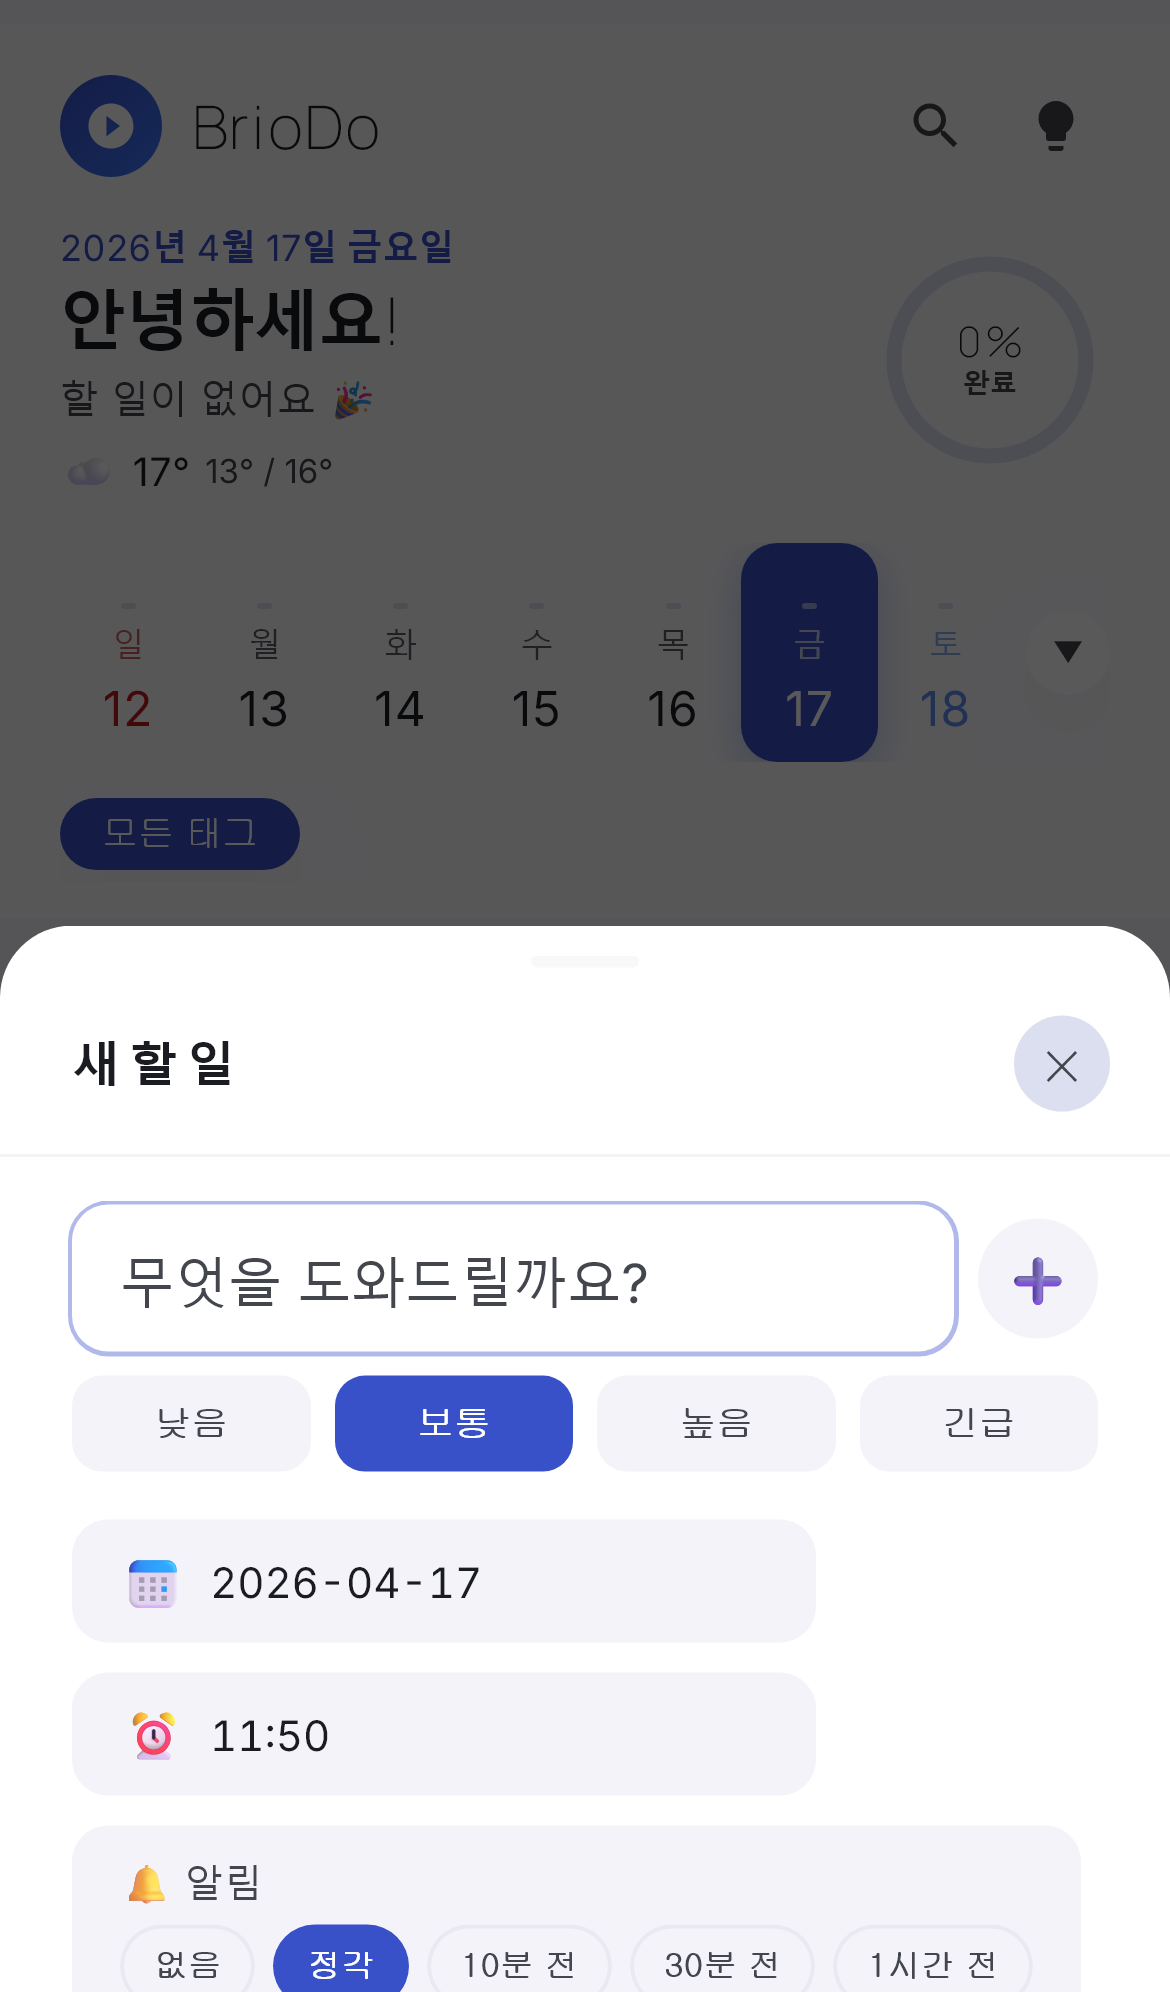 BrioDo
2026년 4월 17일 금요일
안녕하세요!
할 일이 없어요 🎉
0%
완료
17° 13° / 16°
일 월 화 수 목 금 토
12 13 14 15 16 17 18
모든 태그
새 할 일
무엇을 도와드릴까요?
낮음 보통 높음 긴급
2026-04-17
11:50
알림
없음 정각 10분 전 30분 전 1시간 전